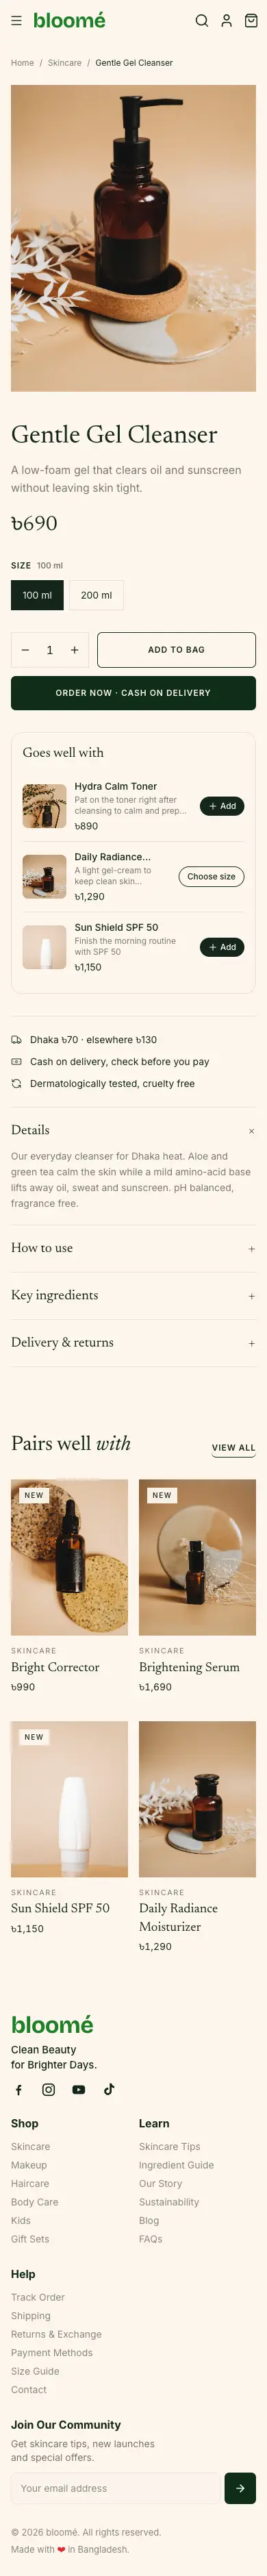 bloomé
Home / Skincare / Gentle Gel Cleanser
Gentle Gel Cleanser
A low-foam gel that clears oil and sunscreen
without leaving skin tight.
৳690
SIZE 100 ml
100 ml
200 ml
− 1 +
ADD TO BAG
ORDER NOW · CASH ON DELIVERY
Goes well with
Hydra Calm Toner
Pat on the toner right after
cleansing to calm and prep...
৳890
+ Add
Daily Radiance...
A light gel-cream to
keep clean skin...
৳1,290
Choose size
Sun Shield SPF 50
Finish the morning routine
with SPF 50
৳1,150
+ Add
Dhaka ৳70 · elsewhere ৳130
Cash on delivery, check before you pay
Dermatologically tested, cruelty free
Details ×
Our everyday cleanser for Dhaka heat. Aloe and
green tea calm the skin while a mild amino-acid base
lifts away oil, sweat and sunscreen. pH balanced,
fragrance free.
How to use +
Key ingredients +
Delivery & returns +
Pairs well with
VIEW ALL
NEW
SKINCARE
Bright Corrector
৳990
NEW
SKINCARE
Brightening Serum
৳1,690
NEW
SKINCARE
Sun Shield SPF 50
৳1,150
SKINCARE
Daily Radiance
Moisturizer
৳1,290
bloomé
Clean Beauty
for Brighter Days.
Shop
Skincare
Makeup
Haircare
Body Care
Kids
Gift Sets
Learn
Skincare Tips
Ingredient Guide
Our Story
Sustainability
Blog
FAQs
Help
Track Order
Shipping
Returns & Exchange
Payment Methods
Size Guide
Contact
Join Our Community
Get skincare tips, new launches
and special offers.
Your email address
© 2026 bloomé. All rights reserved.
Made with ❤ in Bangladesh.